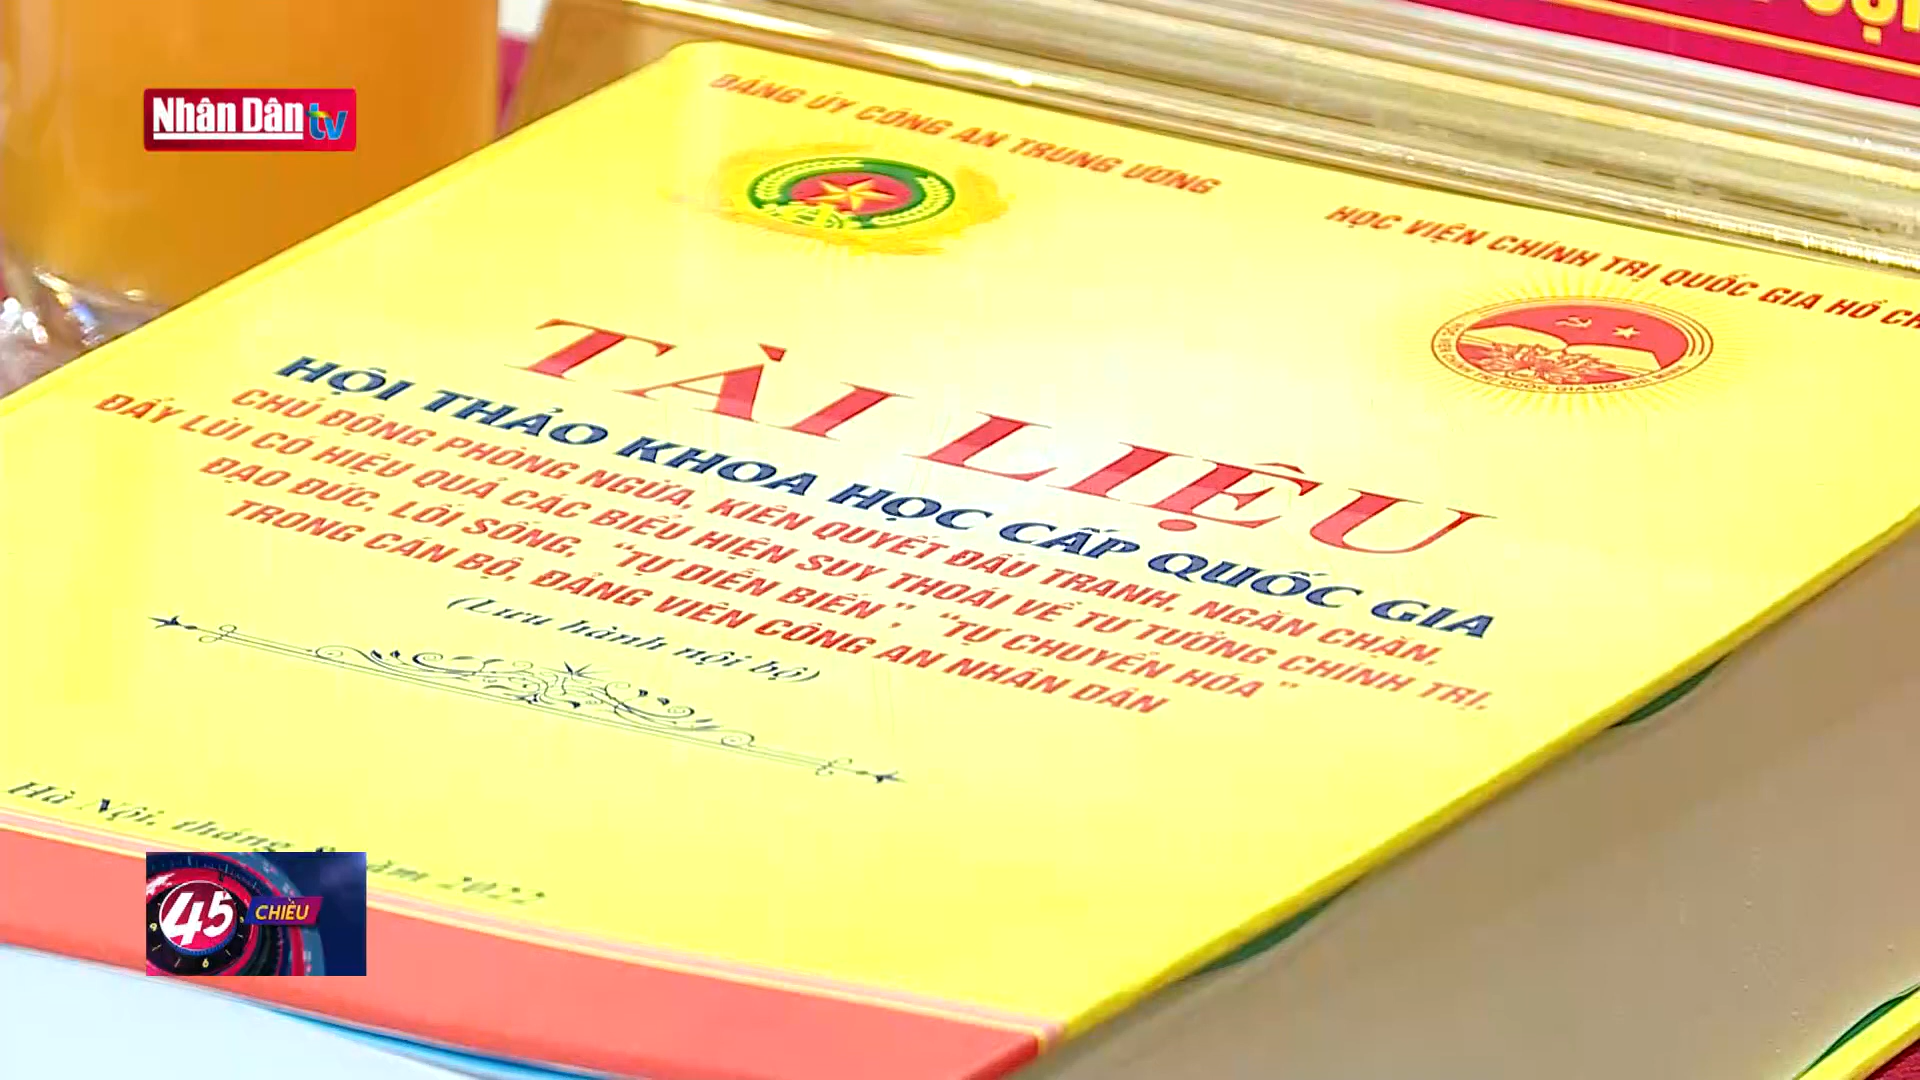 Nhân Dân tv
ĐẢNG ỦY CÔNG AN TRUNG ƯƠNG
HỌC VIỆN CHÍNH TRỊ QUỐC GIA HỒ
TÀI LIỆU
HỘI THẢO KHOA HỌC CẤP QUỐC GIA
CHỦ ĐỘNG PHÒNG NGỪA, KIÊN QUYẾT ĐẤU TRANH, NGĂN CHẶN,
ĐẨY LÙI CÓ HIỆU QUẢ CÁC BIỂU HIỆN SUY THOÁI VỀ TƯ TƯỞNG CHÍNH TRỊ,
ĐẠO ĐỨC, LỐI SỐNG, “TỰ DIỄN BIẾN”, “TỰ CHUYỂN HÓA”
TRONG CÁN BỘ, ĐẢNG VIÊN CÔNG AN NHÂN DÂN
(Lưu hành nội bộ)
Hà Nội, tháng năm 2022
45
CHIỀU